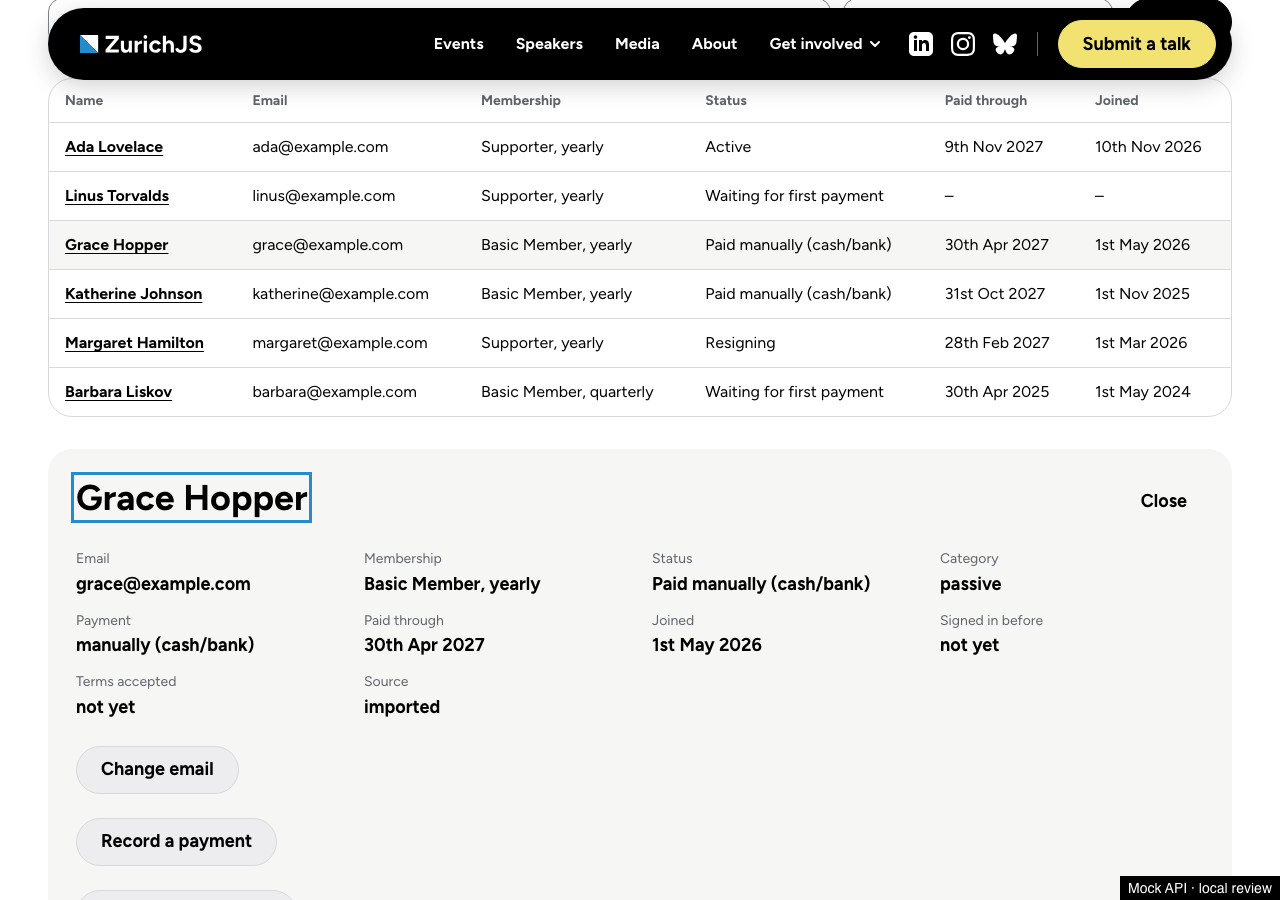 ZurichJS Events Speakers Media About Get involved Submit a talk
Name Email Membership Status Paid through Joined
Ada Lovelace ada@example.com Supporter, yearly Active 9th Nov 2027 10th Nov 2026
Linus Torvalds linus@example.com Supporter, yearly Waiting for first payment – –
Grace Hopper grace@example.com Basic Member, yearly Paid manually (cash/bank) 30th Apr 2027 1st May 2026
Katherine Johnson katherine@example.com Basic Member, yearly Paid manually (cash/bank) 31st Oct 2027 1st Nov 2025
Margaret Hamilton margaret@example.com Supporter, yearly Resigning 28th Feb 2027 1st Mar 2026
Barbara Liskov barbara@example.com Basic Member, quarterly Waiting for first payment 30th Apr 2025 1st May 2024
Grace Hopper Close
Email Membership Status Category
grace@example.com Basic Member, yearly Paid manually (cash/bank) passive
Payment Paid through Joined Signed in before
manually (cash/bank) 30th Apr 2027 1st May 2026 not yet
Terms accepted Source
not yet imported
Change email
Record a payment
Mock API · local review